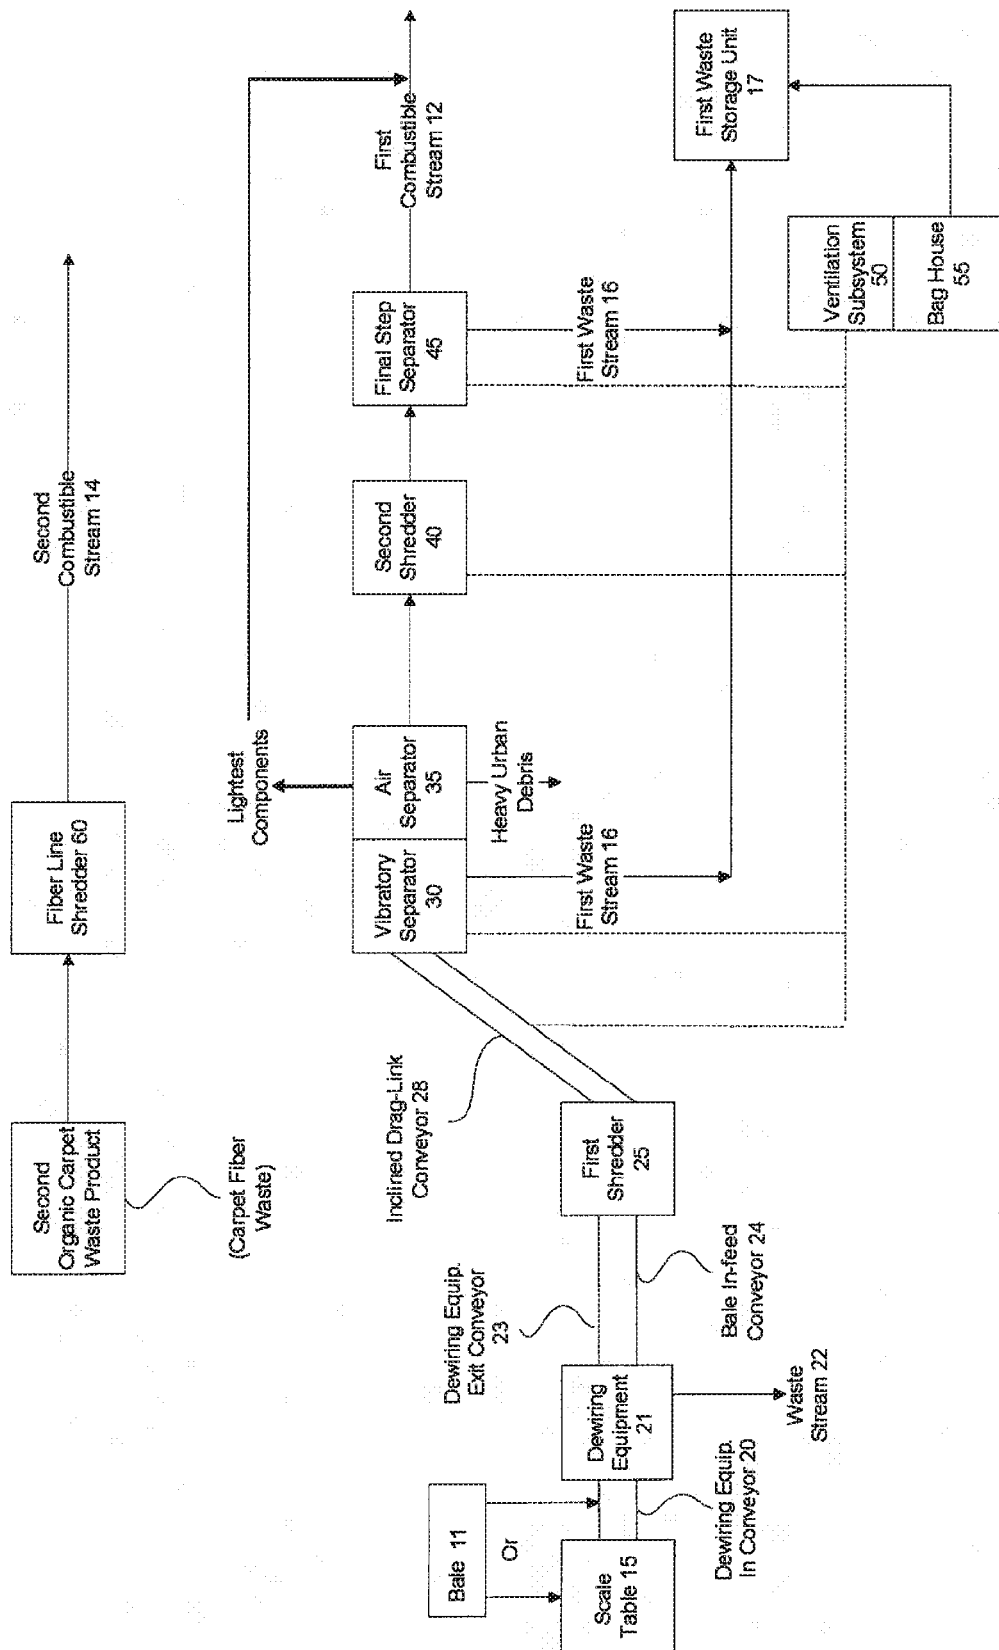 Second
Organic Carpet
Waste Product
(Carpet Fiber
Waste)
Fiber Line
Shredder 60
Second
Combustible
Stream 14
Lightest
Components
First
Combustible
Stream 12
Vibratory
Separator
30
Air
Separator
35
Second
Shredder
40
Final Step
Separator
45
Heavy Urban
Debris
First Waste
Stream 16
First Waste
Stream 16
First Waste
Storage Unit
17
Ventilation
Subsystem
50
Bag House
55
Inclined Drag-Link
Conveyor 28
First
Shredder
25
Dewiring Equip.
Exit Conveyor
23
Bale In-feed
Conveyor 24
Bale 11
Or
Dewiring
Equipment
21
Scale
Table 15
Dewiring Equip.
In Conveyor 20
Waste
Stream 22